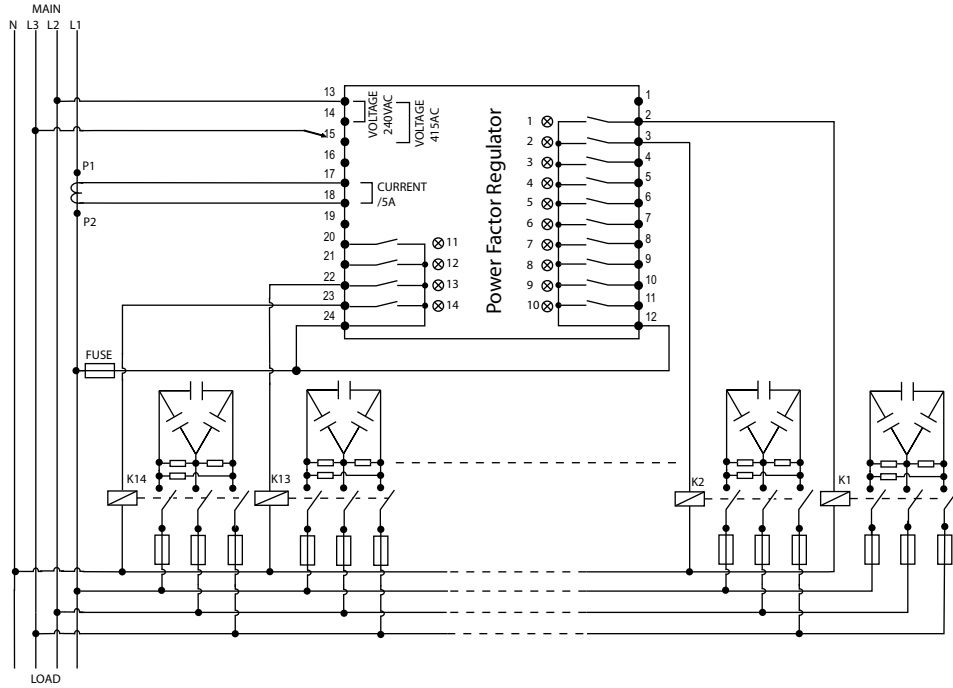 MAIN
N L3 L2 L1
13
14
15
16
17
18
19
20
21
22
23
24
VOLTAGE
240VAC
VOLTAGE
415AC
CURRENT
/5A
P1
P2
11
12
13
14
Power Factor Regulator
1
2
3
4
5
6
7
8
9
10
1
2
3
4
5
6
7
8
9
10
11
12
FUSE
K14
K13
K2
K1
LOAD